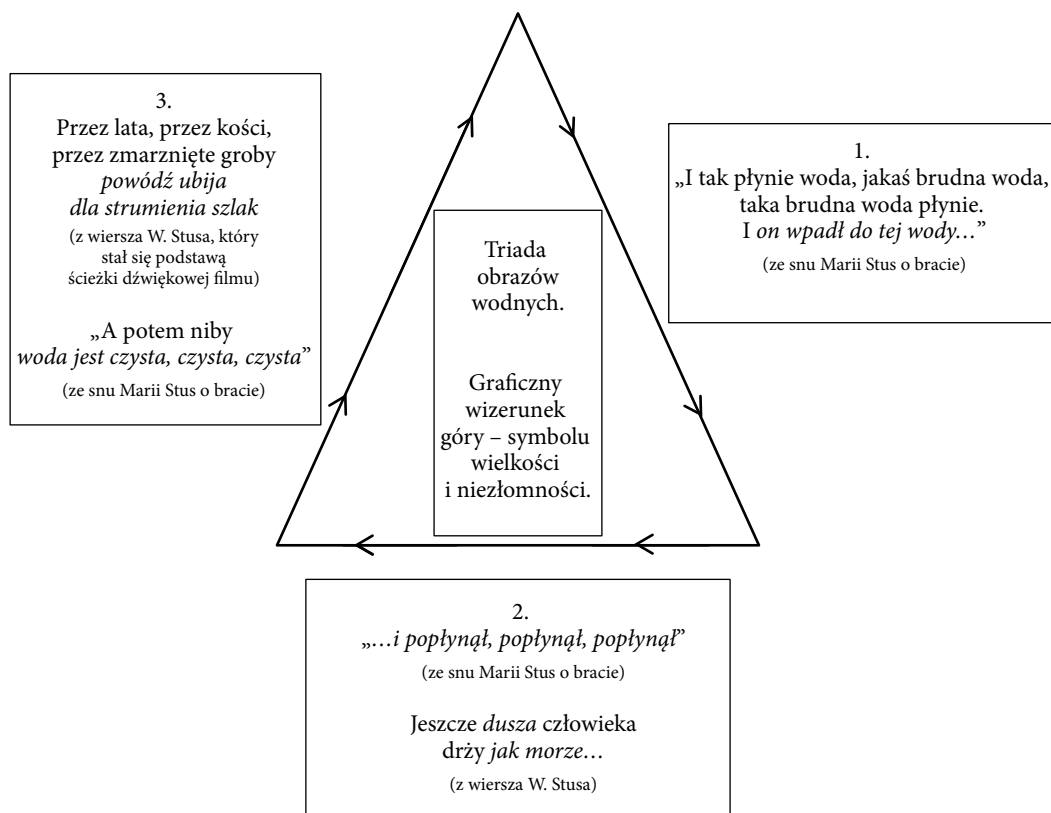 3.
Przez lata, przez kości,
przez zmarznięte groby
powódź ubija
dla strumienia szlak
(z wiersza W. Stusa, który
stał się podstawą
ścieżki dźwiękowej filmu)
„A potem niby
woda jest czysta, czysta, czysta”
(ze snu Marii Stus o bracie)
Triada
obrazów
wodnych.
Graficzny
wizerunek
góry – symbolu
wielkości
i niezłomności.
1.
„I tak płynie woda, jakaś brudna woda,
taka brudna woda płynie.
I on wpadł do tej wody…”
(ze snu Marii Stus o bracie)
2.
„…i popłynął, popłynął, popłynął”
(ze snu Marii Stus o bracie)
Jeszcze dusza człowieka
drży jak morze…
(z wiersza W. Stusa)